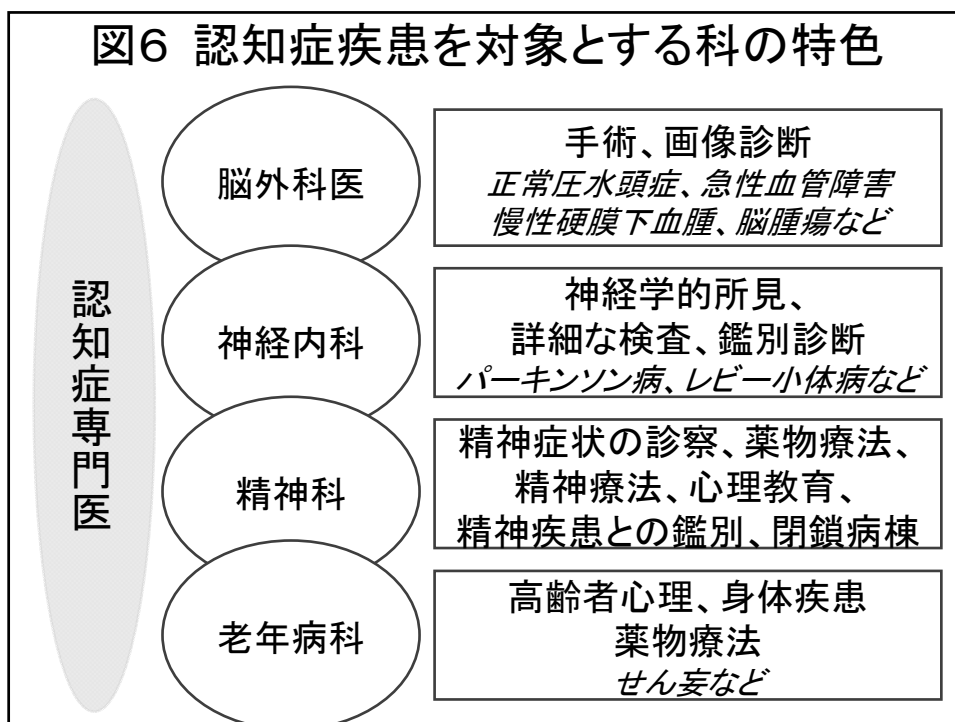 図6 認知症疾患を対象とする科の特色
認知症専門医
脳外科医
手術、画像診断
正常圧水頭症、急性血管障害
慢性硬膜下血腫、脳腫瘍など
神経内科
神経学的所見、
詳細な検査、鑑別診断
パーキンソン病、レビー小体病など
精神科
精神症状の診察、薬物療法、
精神療法、心理教育、
精神疾患との鑑別、閉鎖病棟
老年病科
高齢者心理、身体疾患
薬物療法
せん妄など